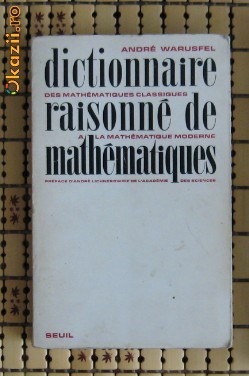 Okazii.ro
ANDRÉ WARUSFEL
dictionnaire
DES MATHÉMATIQUES CLASSIQUES
raisonné de
A LA MATHÉMATIQUE MODERNE
mathématiques
PRÉFACE D'ANDRÉ LICHNEROWICZ DE L'ACADÉMIE DES SCIENCES
SEUIL